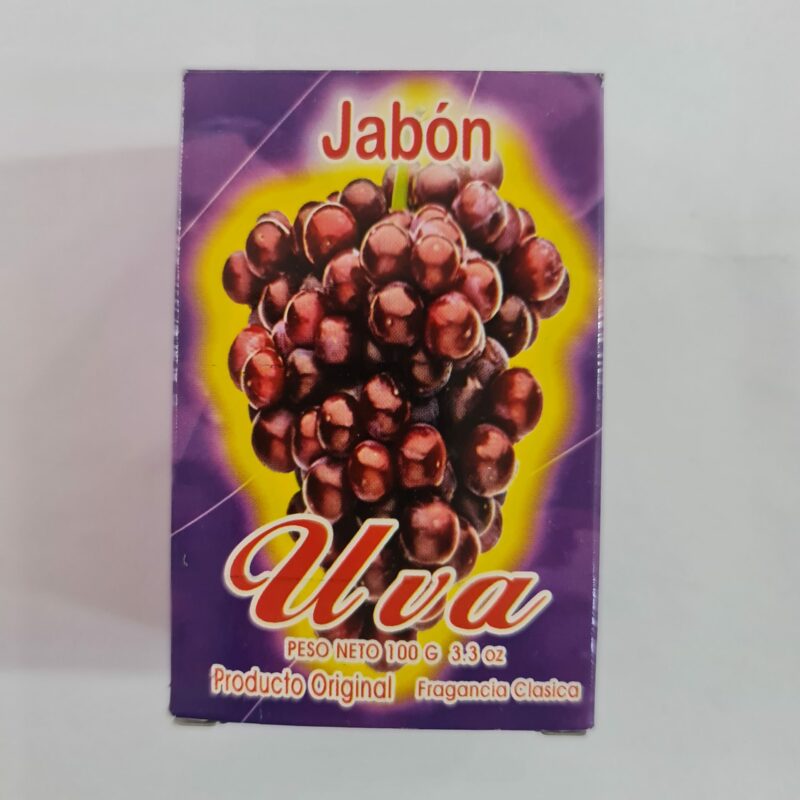 Jabón
Uva
PESO NETO 100 G 3.3 oz
Producto Original Fragancia Clasica